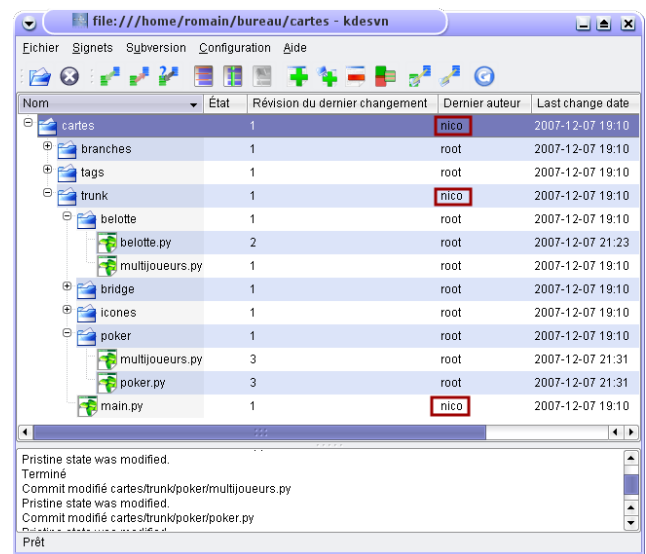 file:///home/romain/bureau/cartes - kdesvn
Fichier Signets Subversion Configuration Aide
Nom État Révision du dernier changement Dernier auteur Last change date
cartes 1 nico 2007-12-07 19:10
branches 1 root 2007-12-07 19:10
tags 1 root 2007-12-07 19:10
trunk 1 nico 2007-12-07 19:10
belotte 1 root 2007-12-07 19:10
belotte.py 2 root 2007-12-07 21:23
multijoueurs.py 1 root 2007-12-07 19:10
bridge 1 root 2007-12-07 19:10
icones 1 root 2007-12-07 19:10
poker 1 root 2007-12-07 19:10
multijoueurs.py 3 root 2007-12-07 21:31
poker.py 3 root 2007-12-07 21:31
main.py 1 nico 2007-12-07 19:10
Pristine state was modified.
Terminé
Commit modifié cartes/trunk/poker/multijoueurs.py
Pristine state was modified.
Commit modifié cartes/trunk/poker/poker.py
Prêt